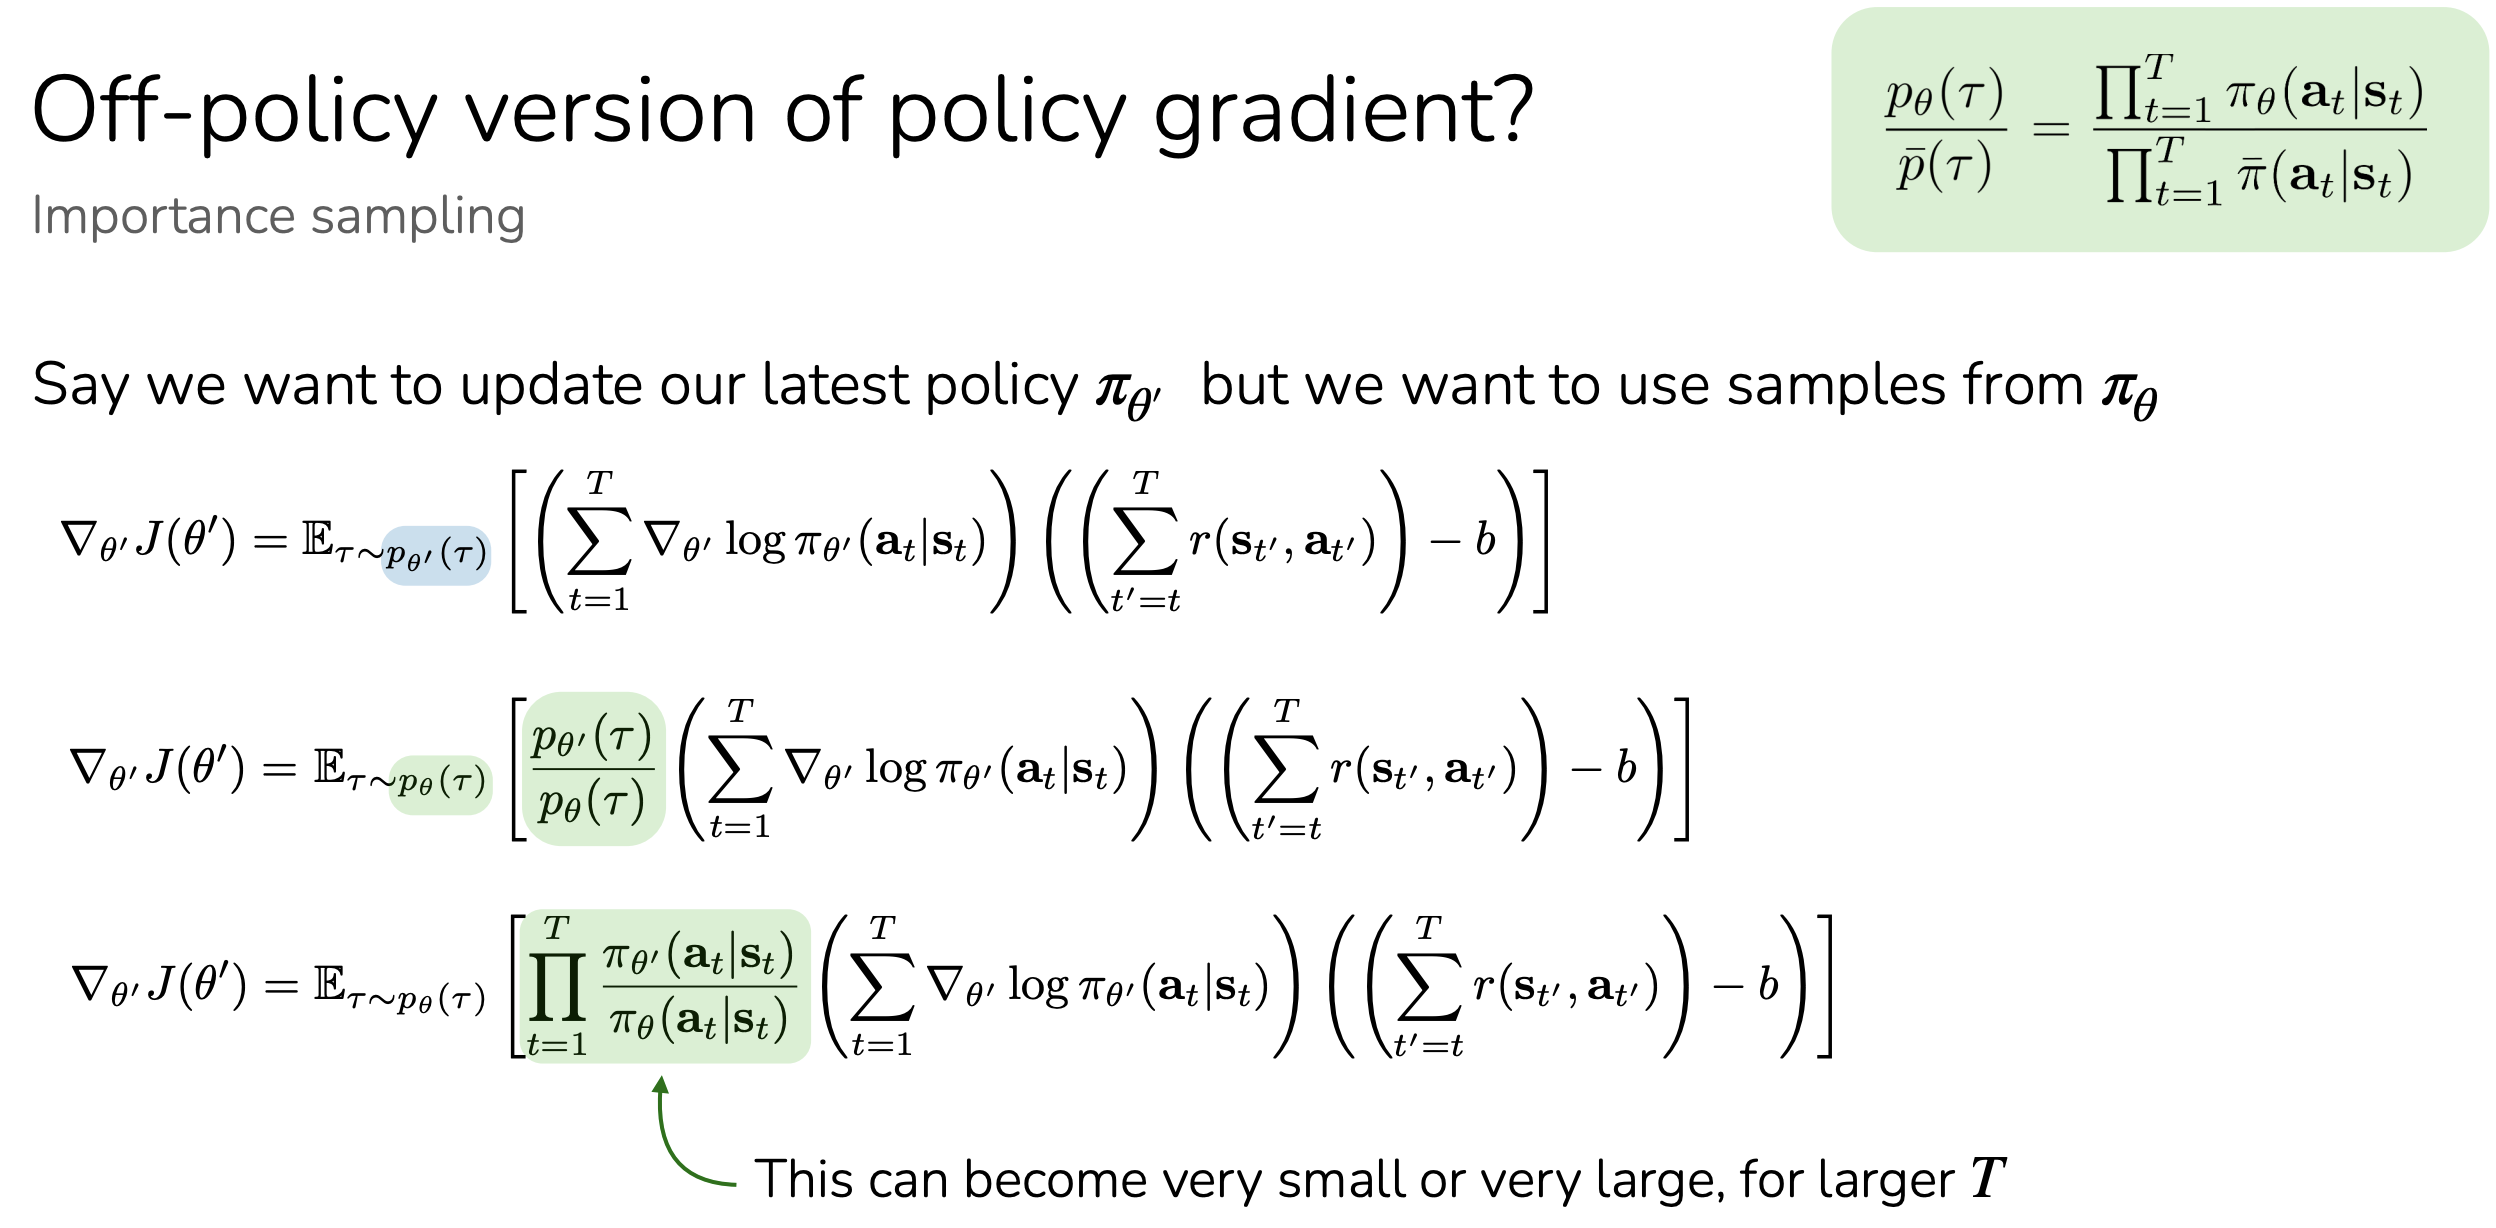 Off-policy version of policy gradient?
Importance sampling
$\frac{p_\theta(\tau)}{\bar{p}(\tau)} = \frac{\prod_{t=1}^{T} \pi_\theta(\mathbf{a}_t|\mathbf{s}_t)}{\prod_{t=1}^{T} \bar{\pi}(\mathbf{a}_t|\mathbf{s}_t)}$
Say we want to update our latest policy $\pi_{\theta'}$ but we want to use samples from $\pi_\theta$
$\nabla_{\theta'} J(\theta') = \mathbb{E}_{\tau \sim p_{\theta'}(\tau)} \left[ \left( \sum_{t=1}^{T} \nabla_{\theta'} \log \pi_{\theta'}(\mathbf{a}_t|\mathbf{s}_t) \right) \left( \left( \sum_{t'=t}^{T} r(\mathbf{s}_{t'}, \mathbf{a}_{t'}) \right) - b \right) \right]$
$\nabla_{\theta'} J(\theta') = \mathbb{E}_{\tau \sim p_\theta(\tau)} \left[ \frac{p_{\theta'}(\tau)}{p_\theta(\tau)} \left( \sum_{t=1}^{T} \nabla_{\theta'} \log \pi_{\theta'}(\mathbf{a}_t|\mathbf{s}_t) \right) \left( \left( \sum_{t'=t}^{T} r(\mathbf{s}_{t'}, \mathbf{a}_{t'}) \right) - b \right) \right]$
$\nabla_{\theta'} J(\theta') = \mathbb{E}_{\tau \sim p_\theta(\tau)} \left[ \prod_{t=1}^{T} \frac{\pi_{\theta'}(\mathbf{a}_t|\mathbf{s}_t)}{\pi_\theta(\mathbf{a}_t|\mathbf{s}_t)} \left( \sum_{t=1}^{T} \nabla_{\theta'} \log \pi_{\theta'}(\mathbf{a}_t|\mathbf{s}_t) \right) \left( \left( \sum_{t'=t}^{T} r(\mathbf{s}_{t'}, \mathbf{a}_{t'}) \right) - b \right) \right]$
This can become very small or very large, for larger $T$